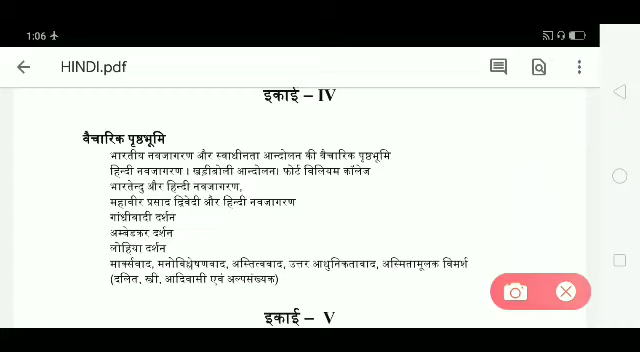 1:06
HINDI.pdf
इकाई – IV
वैचारिक पृष्ठभूमि
भारतीय नवजागरण और स्वाधीनता आन्दोलन की वैचारिक पृष्ठभूमि
हिन्दी नवजागरण । खड़ीबोली आन्दोलन। फोर्ट विलियम कॉलेज
भारतेन्दु और हिन्दी नवजागरण,
महावीर प्रसाद द्विवेदी और हिन्दी नवजागरण
गांधीवादी दर्शन
अम्बेडकर दर्शन
लोहिया दर्शन
मार्क्सवाद, मनोविश्लेषणवाद, अस्तित्ववाद, उत्तर आधुनिकतावाद, अस्मितामूलक विमर्श
(दलित, स्त्री, आदिवासी एवं अल्पसंख्यक)
इकाई – V